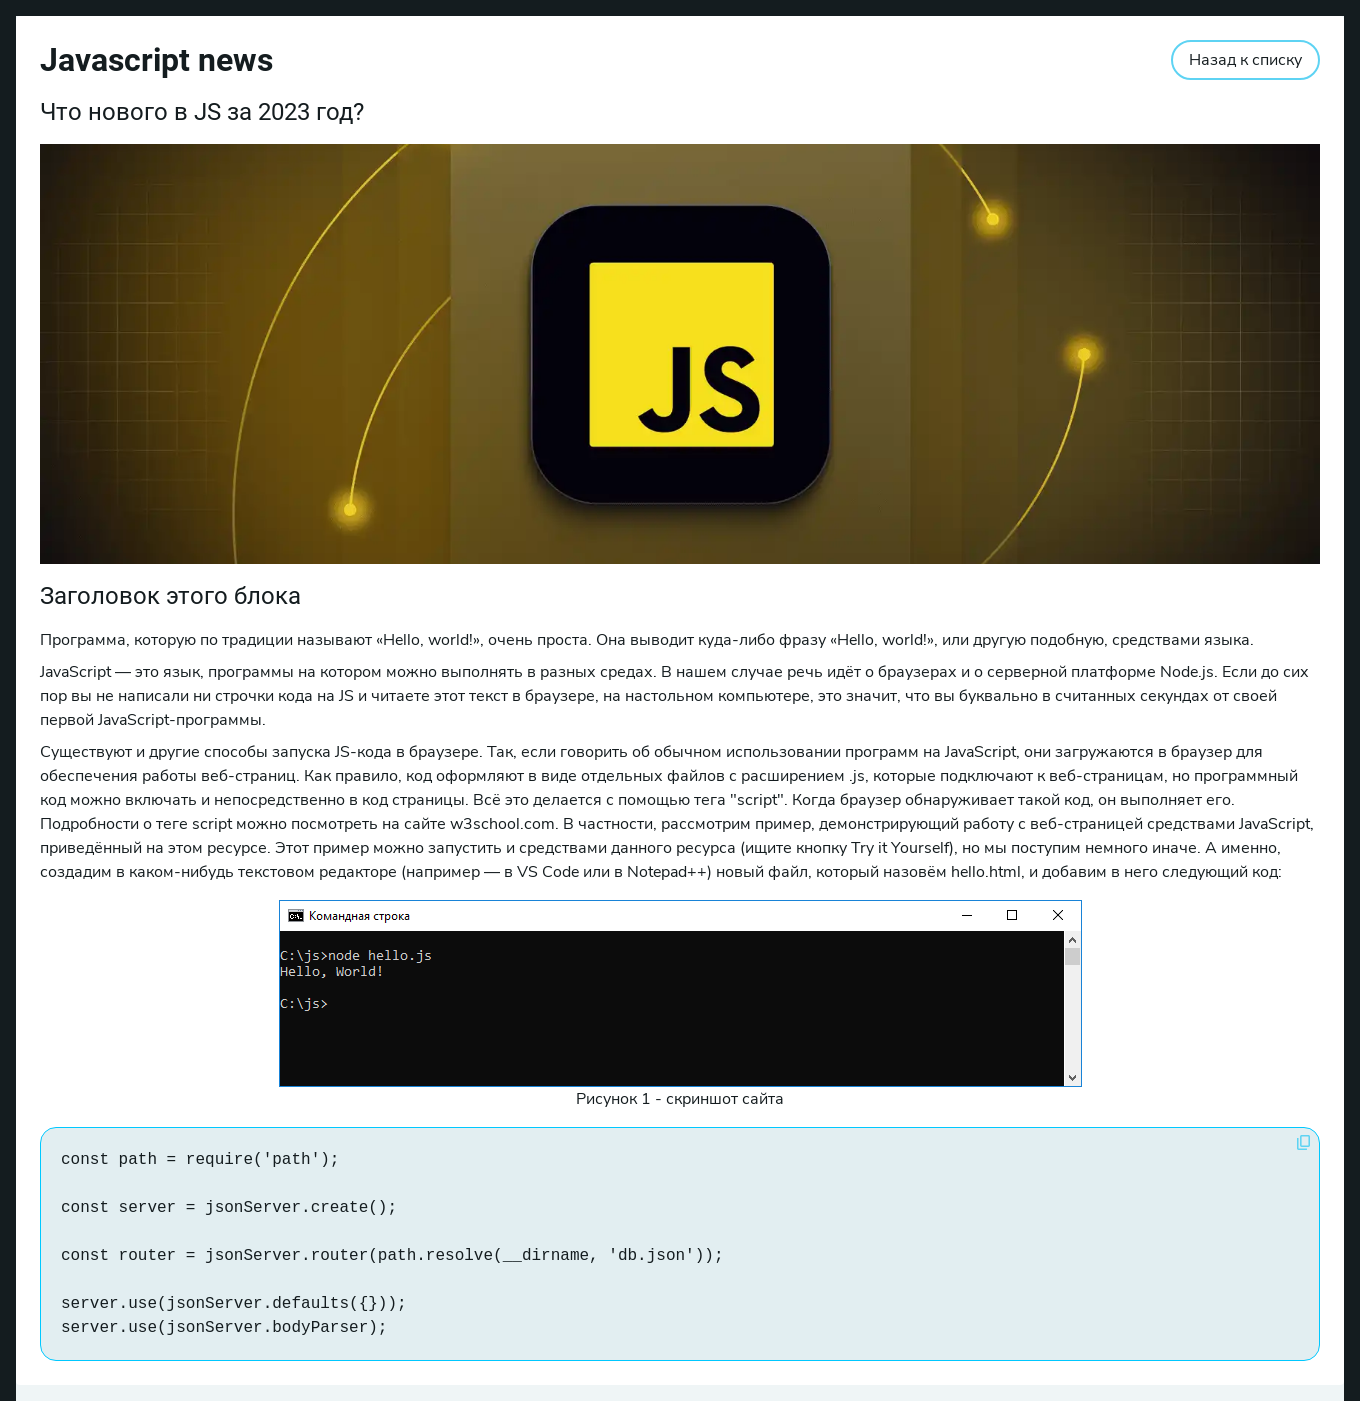 Javascript news
Назад к списку
Что нового в JS за 2023 год?
JS
Заголовок этого блока
Программа, которую по традиции называют «Hello, world!», очень проста. Она выводит куда-либо фразу «Hello, world!», или другую подобную, средствами языка.
JavaScript — это язык, программы на котором можно выполнять в разных средах. В нашем случае речь идёт о браузерах и о серверной платформе Node.js. Если до сих
пор вы не написали ни строчки кода на JS и читаете этот текст в браузере, на настольном компьютере, это значит, что вы буквально в считанных секундах от своей
первой JavaScript-программы.
Существуют и другие способы запуска JS-кода в браузере. Так, если говорить об обычном использовании программ на JavaScript, они загружаются в браузер для
обеспечения работы веб-страниц. Как правило, код оформляют в виде отдельных файлов с расширением .js, которые подключают к веб-страницам, но программный
код можно включать и непосредственно в код страницы. Всё это делается с помощью тега "script". Когда браузер обнаруживает такой код, он выполняет его.
Подробности о теге script можно посмотреть на сайте w3school.com. В частности, рассмотрим пример, демонстрирующий работу с веб-страницей средствами JavaScript,
приведённый на этом ресурсе. Этот пример можно запустить и средствами данного ресурса (ищите кнопку Try it Yourself), но мы поступим немного иначе. А именно,
создадим в каком-нибудь текстовом редакторе (например — в VS Code или в Notepad++) новый файл, который назовём hello.html, и добавим в него следующий код:
C:\. Командная строка
C:\js>node hello.js
Hello, World!
C:\js>
Рисунок 1 - скриншот сайта
const path = require('path');
const server = jsonServer.create();
const router = jsonServer.router(path.resolve(__dirname, 'db.json'));
server.use(jsonServer.defaults({}));
server.use(jsonServer.bodyParser);